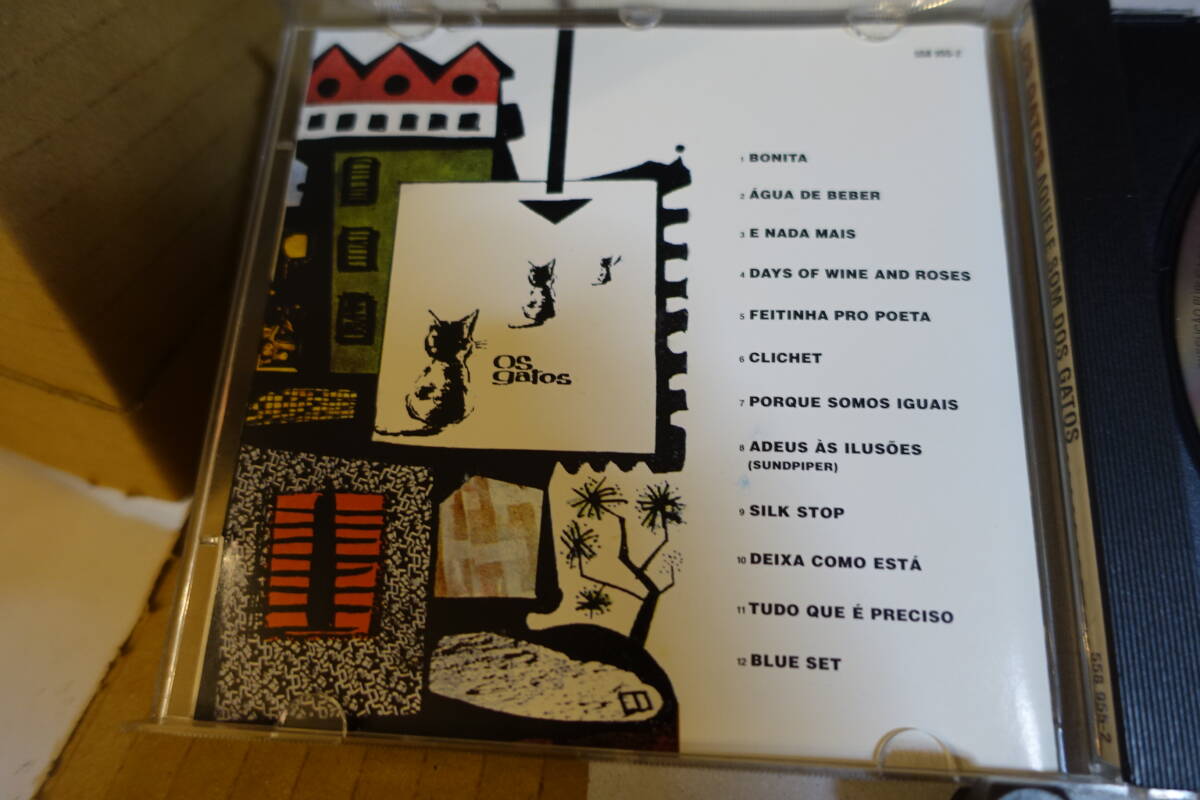 558 955-2
1 BONITA
2 ÁGUA DE BEBER
3 E NADA MAIS
4 DAYS OF WINE AND ROSES
5 FEITINHA PRO POETA
6 CLICHET
7 PORQUE SOMOS IGUAIS
8 ADEUS ÀS ILUSÕES
(SUNDPIPER)
9 SILK STOP
10 DEIXA COMO ESTÁ
11 TUDO QUE É PRECISO
12 BLUE SET
OS
gatos
OS GATOS AQUELE SOM DOS GATOS
558 955-2